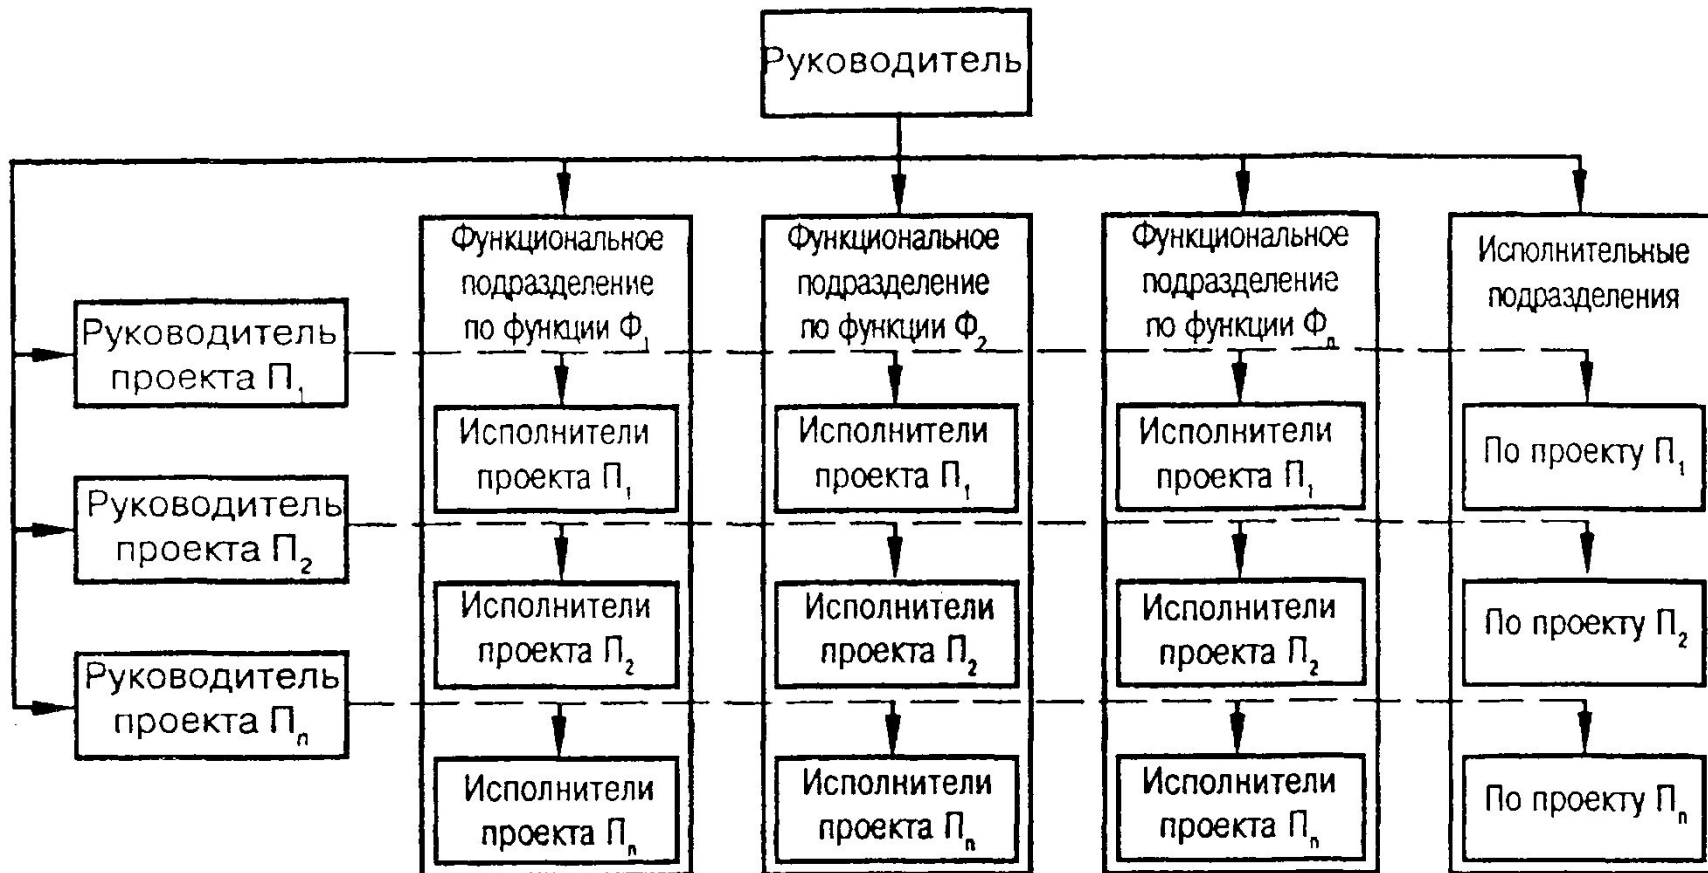 Руководитель
Функциональное
подразделение
по функции Ф₁
Функциональное
подразделение
по функции Ф₂
Функциональное
подразделение
по функции Фₙ
Исполнительные
подразделения
Руководитель
проекта П₁
Исполнители
проекта П₁
Исполнители
проекта П₁
Исполнители
проекта П₁
По проекту П₁
Руководитель
проекта П₂
Исполнители
проекта П₂
Исполнители
проекта П₂
Исполнители
проекта П₂
По проекту П₂
Руководитель
проекта Пₙ
Исполнители
проекта Пₙ
Исполнители
проекта Пₙ
Исполнители
проекта Пₙ
По проекту Пₙ